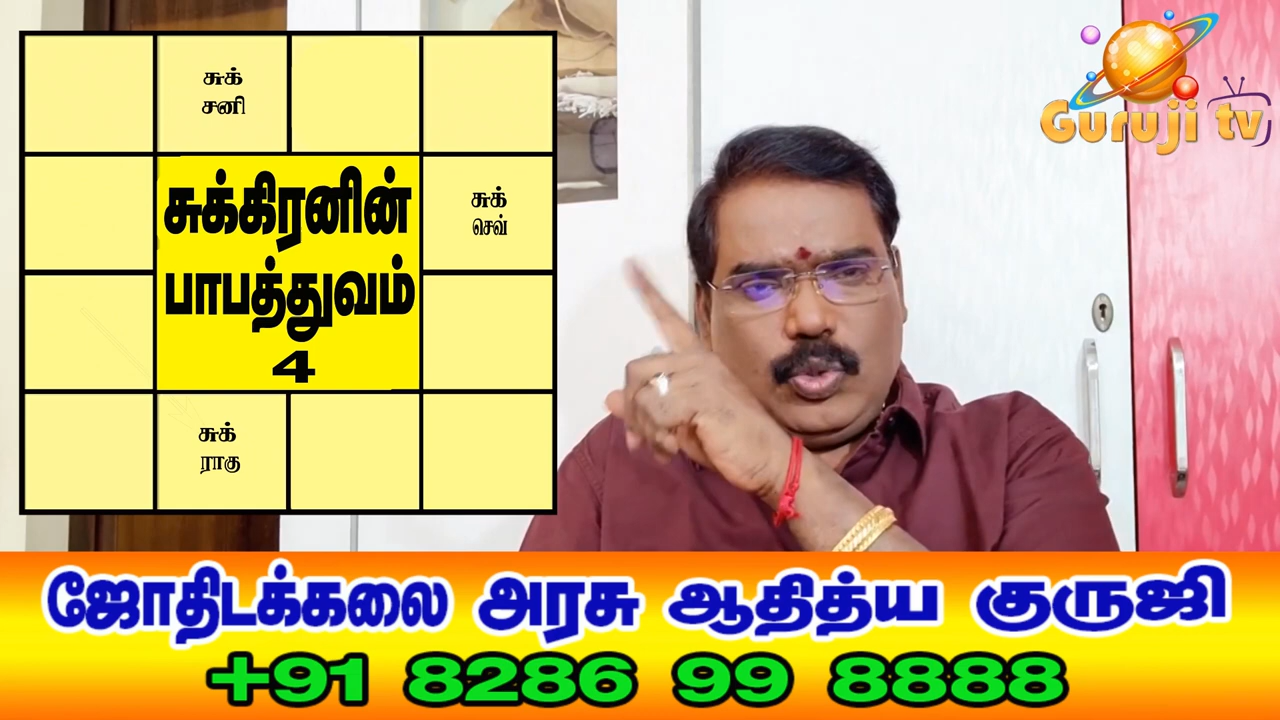 சுக்
சனி
Guruji tv
சுக்கிரனின்
பாபத்துவம்
4
சுக்
செவ்
சுக்
ராகு
ஜோதிடக்கலை அரசு ஆதித்ய குருஜி
+91 8286 99 8888